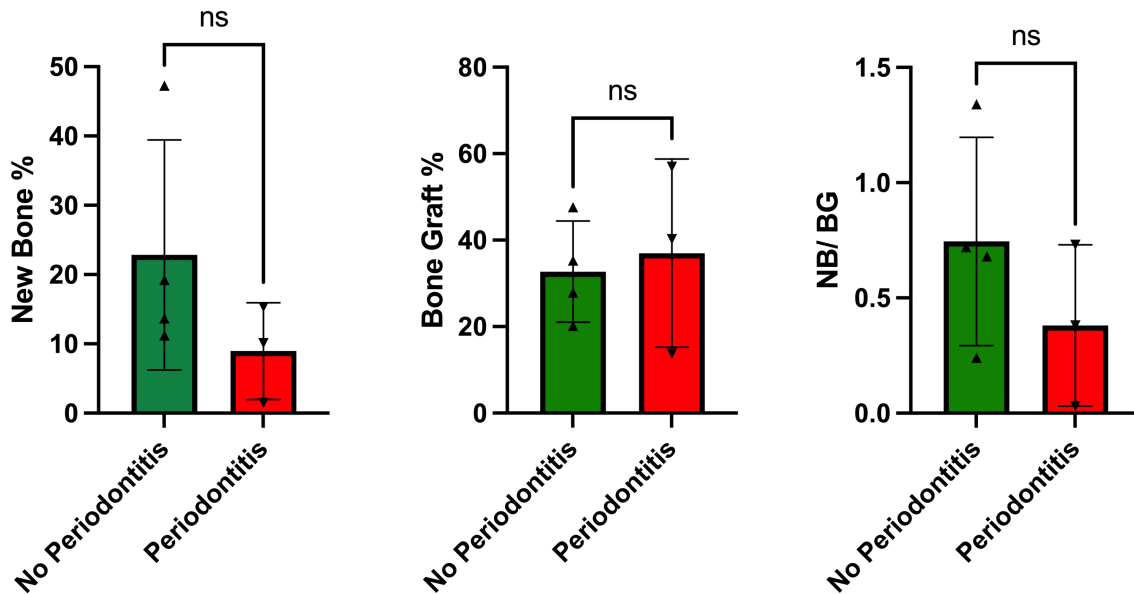 ns
50
40
30
20
10
0
New Bone %
No Periodontitis
Periodontitis
ns
80
60
40
20
0
Bone Graft %
No Periodontitis
Periodontitis
ns
1.5
1.0
0.5
0.0
NB/ BG
No Periodontitis
Periodontitis